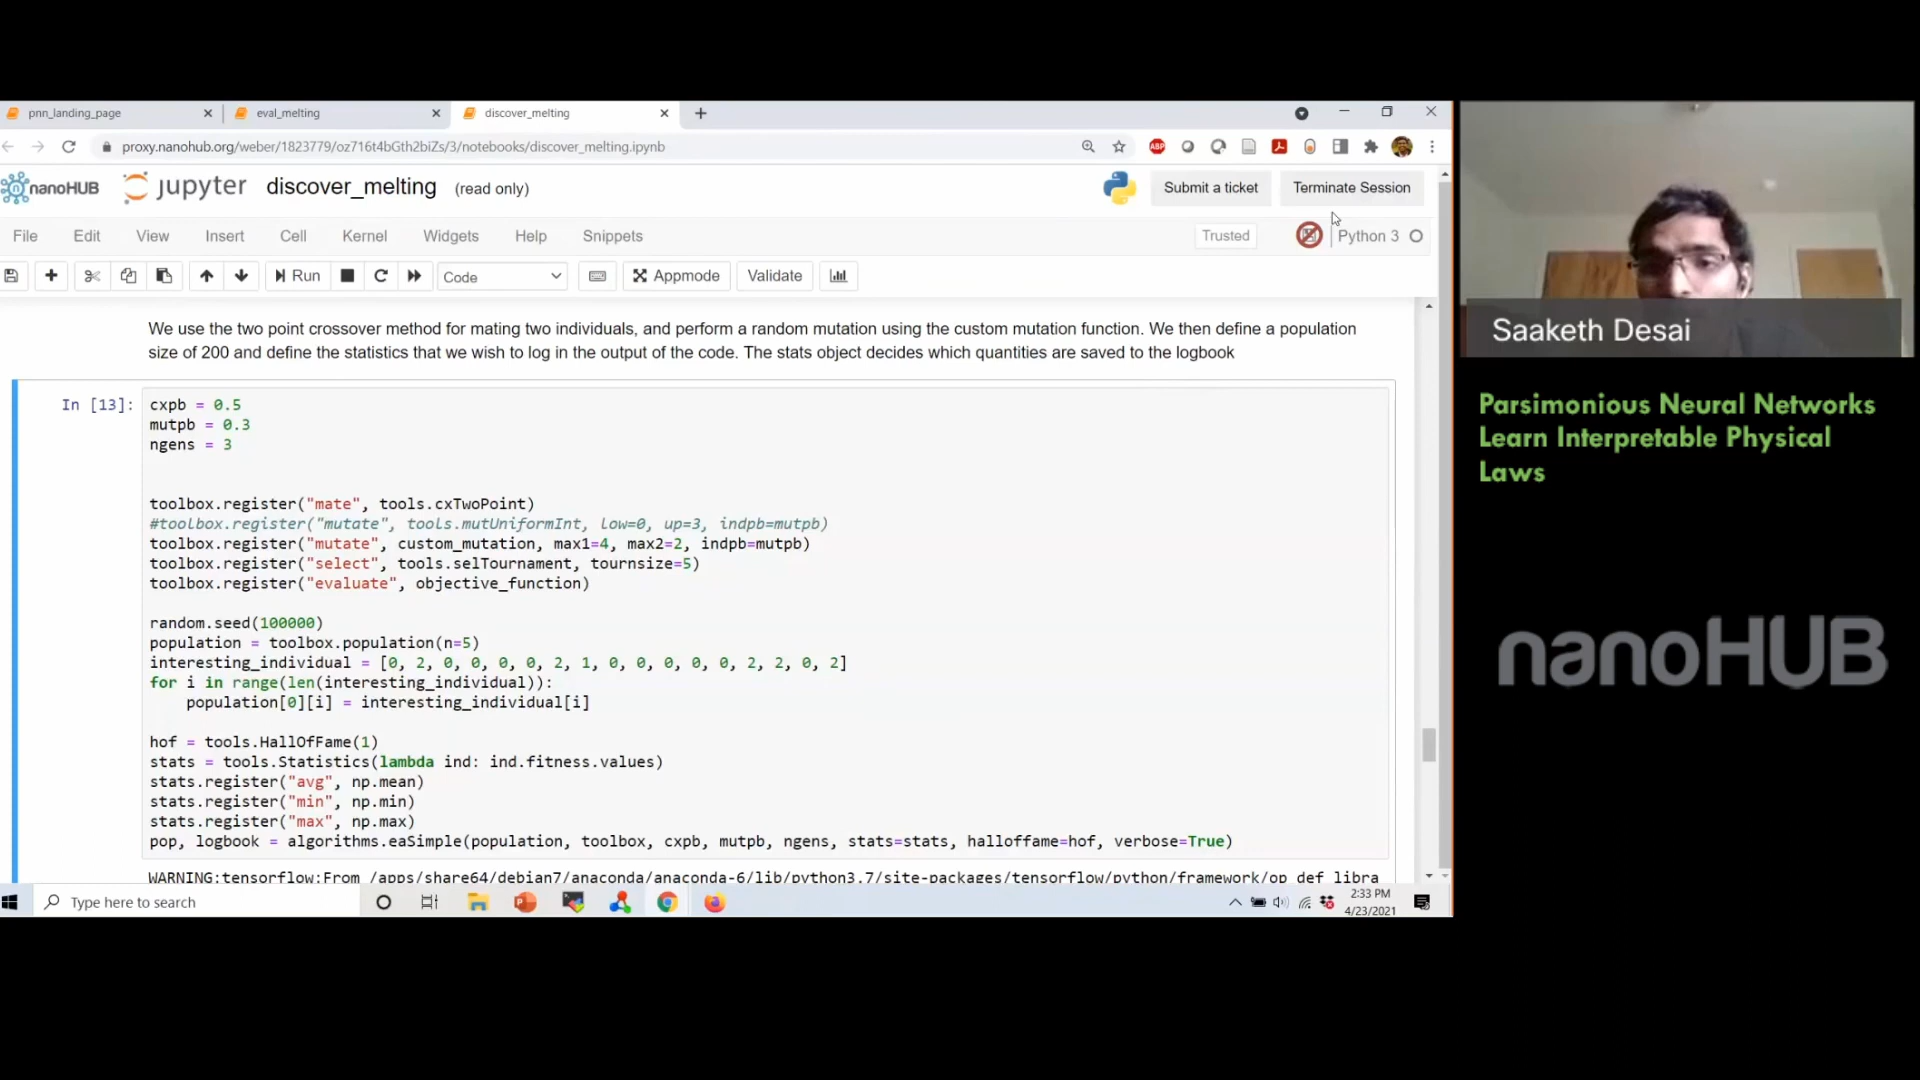 pnn_landing_page
eval_melting
discover_melting
proxy.nanohub.org/weber/1823779/oz716t4bGth2biZs/3/notebooks/discover_melting.ipynb
ABP
nanoHUB
jupyter
discover_melting (read only)
Submit a ticket
Terminate Session
File Edit View Insert Cell Kernel Widgets Help Snippets
Trusted
Python 3
Run
Code
Appmode
Validate
We use the two point crossover method for mating two individuals, and perform a random mutation using the custom mutation function. We then define a population
size of 200 and define the statistics that we wish to log in the output of the code. The stats object decides which quantities are saved to the logbook
In [13]:
cxpb = 0.5
mutpb = 0.3
ngens = 3
toolbox.register("mate", tools.cxTwoPoint)
#toolbox.register("mutate", tools.mutUniformInt, low=0, up=3, indpb=mutpb)
toolbox.register("mutate", custom_mutation, max1=4, max2=2, indpb=mutpb)
toolbox.register("select", tools.selTournament, tournsize=5)
toolbox.register("evaluate", objective_function)
random.seed(100000)
population = toolbox.population(n=5)
interesting_individual = [0, 2, 0, 0, 0, 0, 2, 1, 0, 0, 0, 0, 0, 2, 2, 0, 2]
for i in range(len(interesting_individual)):
    population[0][i] = interesting_individual[i]
hof = tools.HallOfFame(1)
stats = tools.Statistics(lambda ind: ind.fitness.values)
stats.register("avg", np.mean)
stats.register("min", np.min)
stats.register("max", np.max)
pop, logbook = algorithms.eaSimple(population, toolbox, cxpb, mutpb, ngens, stats=stats, halloffame=hof, verbose=True)
WARNING:tensorflow:From /apps/share64/debian7/anaconda/anaconda-6/lib/python3.7/site-packages/tensorflow/python/framework/op_def_libra
Type here to search
2:33 PM
4/23/2021
Saaketh Desai
Parsimonious Neural Networks
Learn Interpretable Physical
Laws
nanoHUB